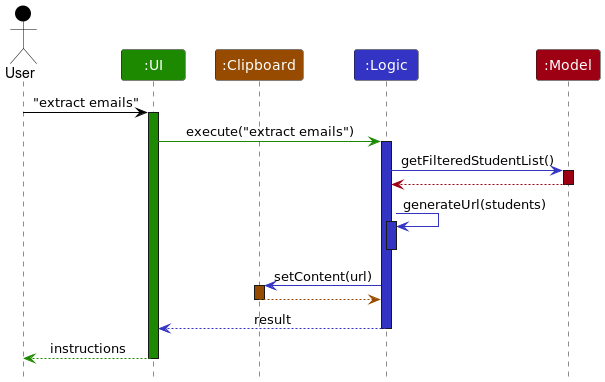 User
:UI
:Clipboard
:Logic
:Model
"extract emails"
execute("extract emails")
getFilteredStudentList()
generateUrl(students)
setContent(url)
result
instructions